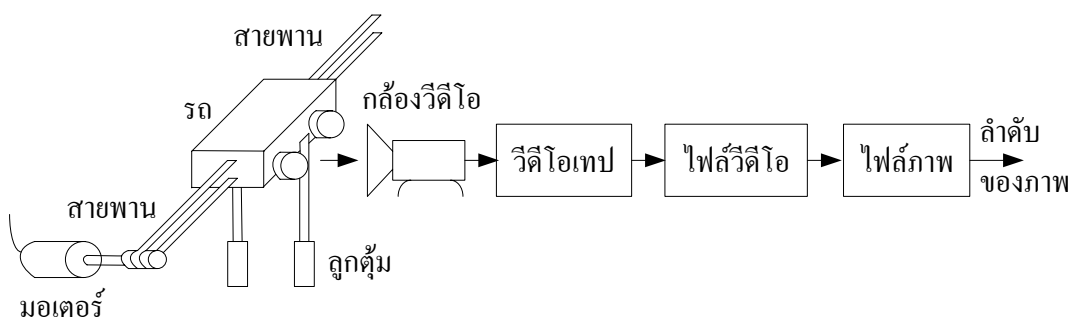 สายพาน
รถ
กล้องวีดีโอ
วีดีโอเทป
ไฟล์วีดีโอ
ไฟล์ภาพ
ลำดับ
ของภาพ
สายพาน
ลูกตุ้ม
มอเตอร์